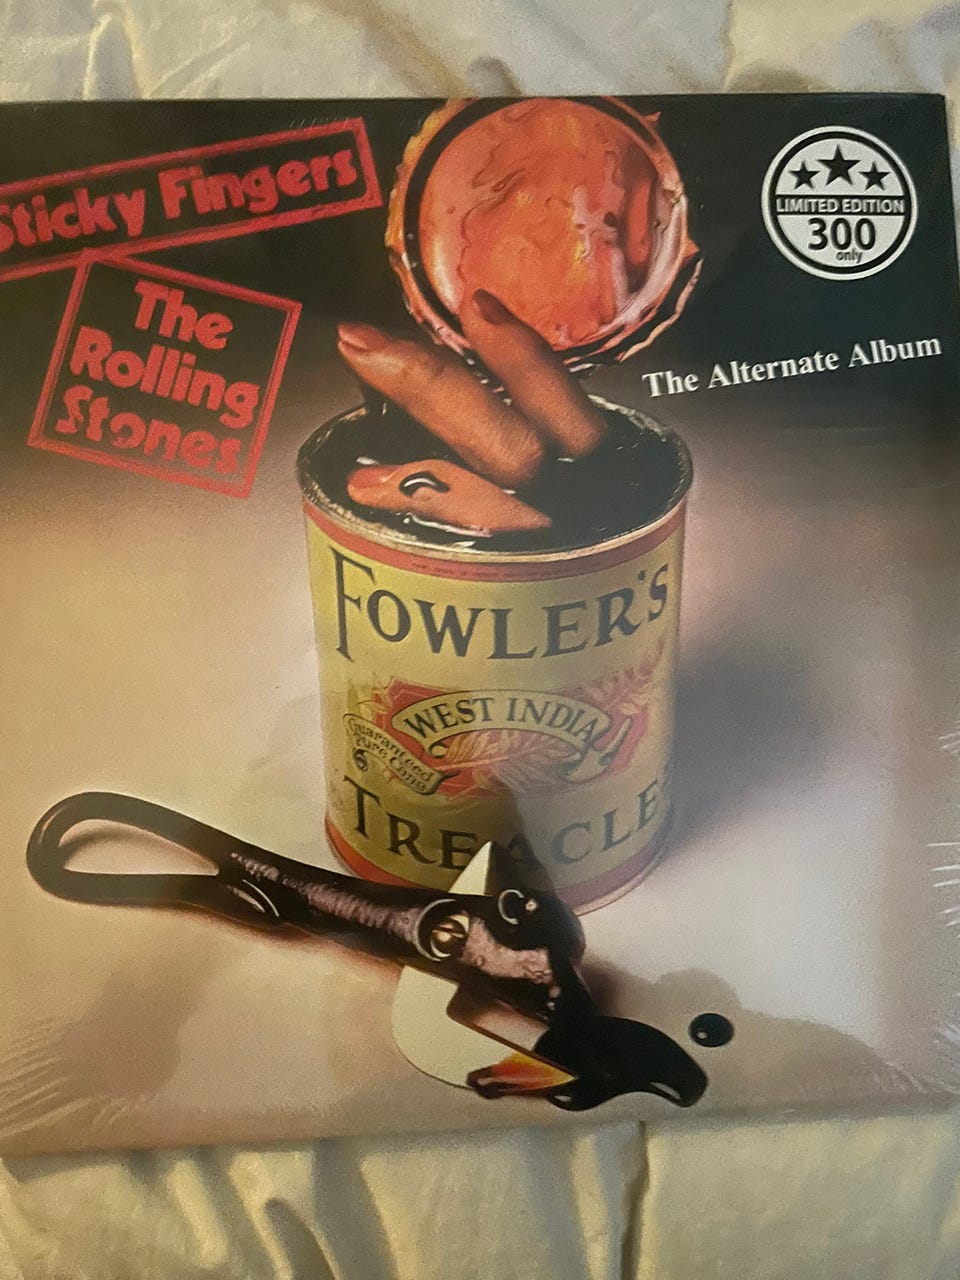 Sticky Fingers
The
Rolling
Stones
LIMITED EDITION
300
only
The Alternate Album
FOWLER'S
WEST INDIA
Guaranteed
Pure Cane
TREACLE